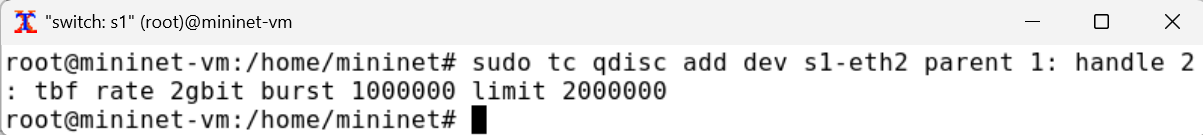 "switch: s1" (root)@mininet-vm
root@mininet-vm:/home/mininet# sudo tc qdisc add dev s1-eth2 parent 1: handle 2
: tbf rate 2gbit burst 1000000 limit 2000000
root@mininet-vm:/home/mininet#